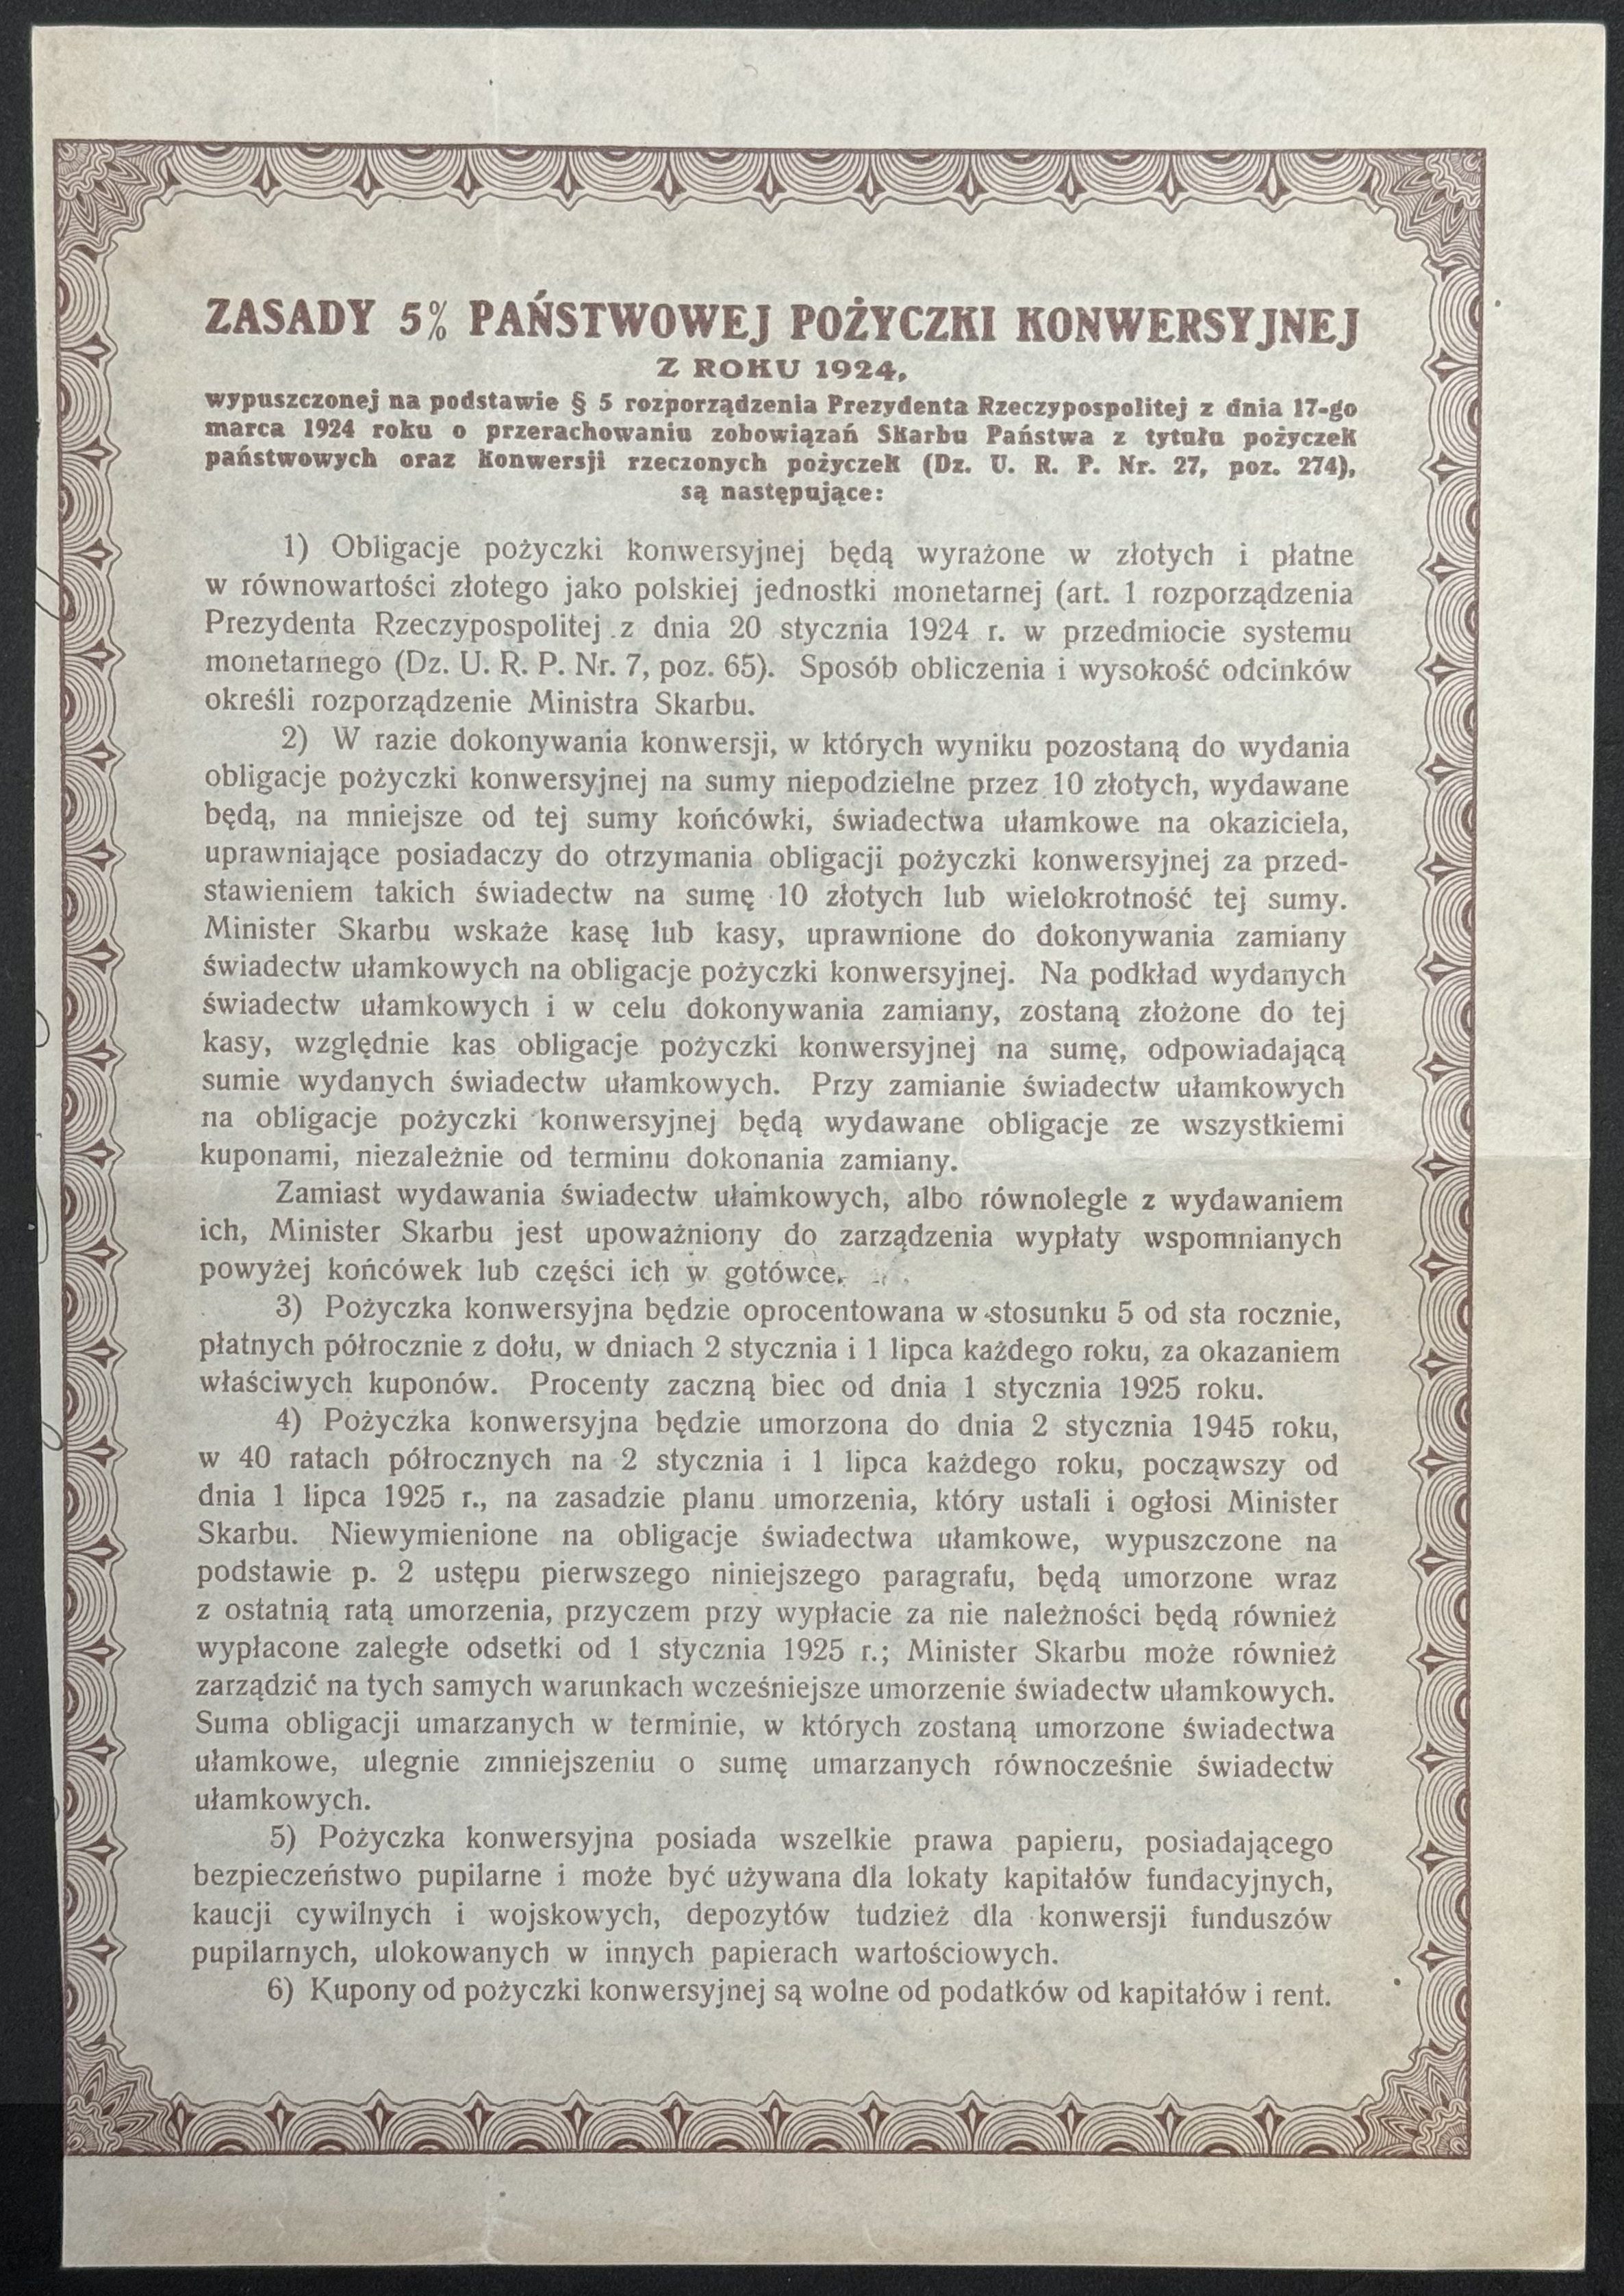 ZASADY 5% PAŃSTWOWEJ POŻYCZKI KONWERSYJNEJ
Z ROKU 1924,
wypuszczonej na podstawie § 5 rozporządzenia Prezydenta Rzeczypospolitej z dnia 17-go
marca 1924 roku o przerachowaniu zobowiązań Skarbu Państwa z tytułu pożyczek
państwowych oraz konwersji rzeczonych pożyczek (Dz. U. R. P. Nr. 27, poz. 274),
są następujące:
1) Obligacje pożyczki konwersyjnej będą wyrażone w złotych i płatne
w równowartości złotego jako polskiej jednostki monetarnej (art. 1 rozporządzenia
Prezydenta Rzeczypospolitej z dnia 20 stycznia 1924 r. w przedmiocie systemu
monetarnego (Dz. U. R. P. Nr. 7, poz. 65). Sposób obliczenia i wysokość odcinków
określi rozporządzenie Ministra Skarbu.
2) W razie dokonywania konwersji, w których wyniku pozostaną do wydania
obligacje pożyczki konwersyjnej na sumy niepodzielne przez 10 złotych, wydawane
będą, na mniejsze od tej sumy końcówki, świadectwa ułamkowe na okaziciela,
uprawniające posiadaczy do otrzymania obligacji pożyczki konwersyjnej za przed-
stawieniem takich świadectw na sumę 10 złotych lub wielokrotność tej sumy.
Minister Skarbu wskaże kasę lub kasy, uprawnione do dokonywania zamiany
świadectw ułamkowych na obligacje pożyczki konwersyjnej. Na podkład wydanych
świadectw ułamkowych i w celu dokonywania zamiany, zostaną złożone do tej
kasy, względnie kas obligacje pożyczki konwersyjnej na sumę, odpowiadającą
sumie wydanych świadectw ułamkowych. Przy zamianie świadectw ułamkowych
na obligacje pożyczki konwersyjnej będą wydawane obligacje ze wszystkiemi
kuponami, niezależnie od terminu dokonania zamiany.
Zamiast wydawania świadectw ułamkowych, albo równolegle z wydawaniem
ich, Minister Skarbu jest upoważniony do zarządzenia wypłaty wspomnianych
powyżej końcówek lub części ich w gotówce.
3) Pożyczka konwersyjna będzie oprocentowana w stosunku 5 od sta rocznie,
płatnych półrocznie z dołu, w dniach 2 stycznia i 1 lipca każdego roku, za okazaniem
właściwych kuponów. Procenty zaczną biec od dnia 1 stycznia 1925 roku.
4) Pożyczka konwersyjna będzie umorzona do dnia 2 stycznia 1945 roku,
w 40 ratach półrocznych na 2 stycznia i 1 lipca każdego roku, począwszy od
dnia 1 lipca 1925 r., na zasadzie planu umorzenia, który ustali i ogłosi Minister
Skarbu. Niewymienione na obligacje świadectwa ułamkowe, wypuszczone na
podstawie p. 2 ustępu pierwszego niniejszego paragrafu, będą umorzone wraz
z ostatnią ratą umorzenia, przyczem przy wypłacie za nie należności będą również
wypłacone zaległe odsetki od 1 stycznia 1925 r.; Minister Skarbu może również
zarządzić na tych samych warunkach wcześniejsze umorzenie świadectw ułamkowych.
Suma obligacji umarzanych w terminie, w których zostaną umorzone świadectwa
ułamkowe, ulegnie zmniejszeniu o sumę umarzanych równocześnie świadectw
ułamkowych.
5) Pożyczka konwersyjna posiada wszelkie prawa papieru, posiadającego
bezpieczeństwo pupilarne i może być używana dla lokaty kapitałów fundacyjnych,
kaucji cywilnych i wojskowych, depozytów tudzież dla konwersji funduszów
pupilarnych, ulokowanych w innych papierach wartościowych.
6) Kupony od pożyczki konwersyjnej są wolne od podatków od kapitałów i rent.